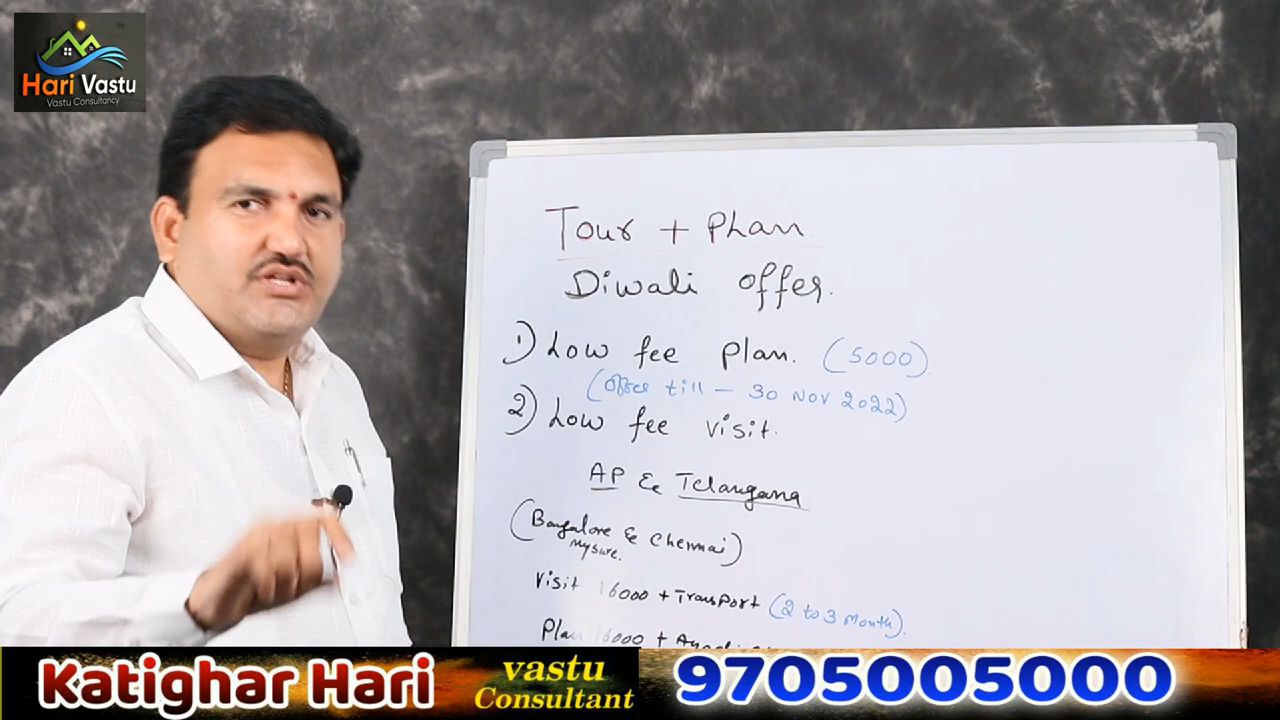 Hari Vastu
Vastu Consultancy
Tour + Plan
Diwali offer.
1) Low fee plan. (5000)
(Offer till - 30 Nov 2022)
2) Low fee visit.
AP & Telangana
(Bangalore & Chennai)
Mysure.
Visit 16000 + Transport (2 to 3 Month).
Plan 16000 +
Katighar Hari
vastu
Consultant
9705005000